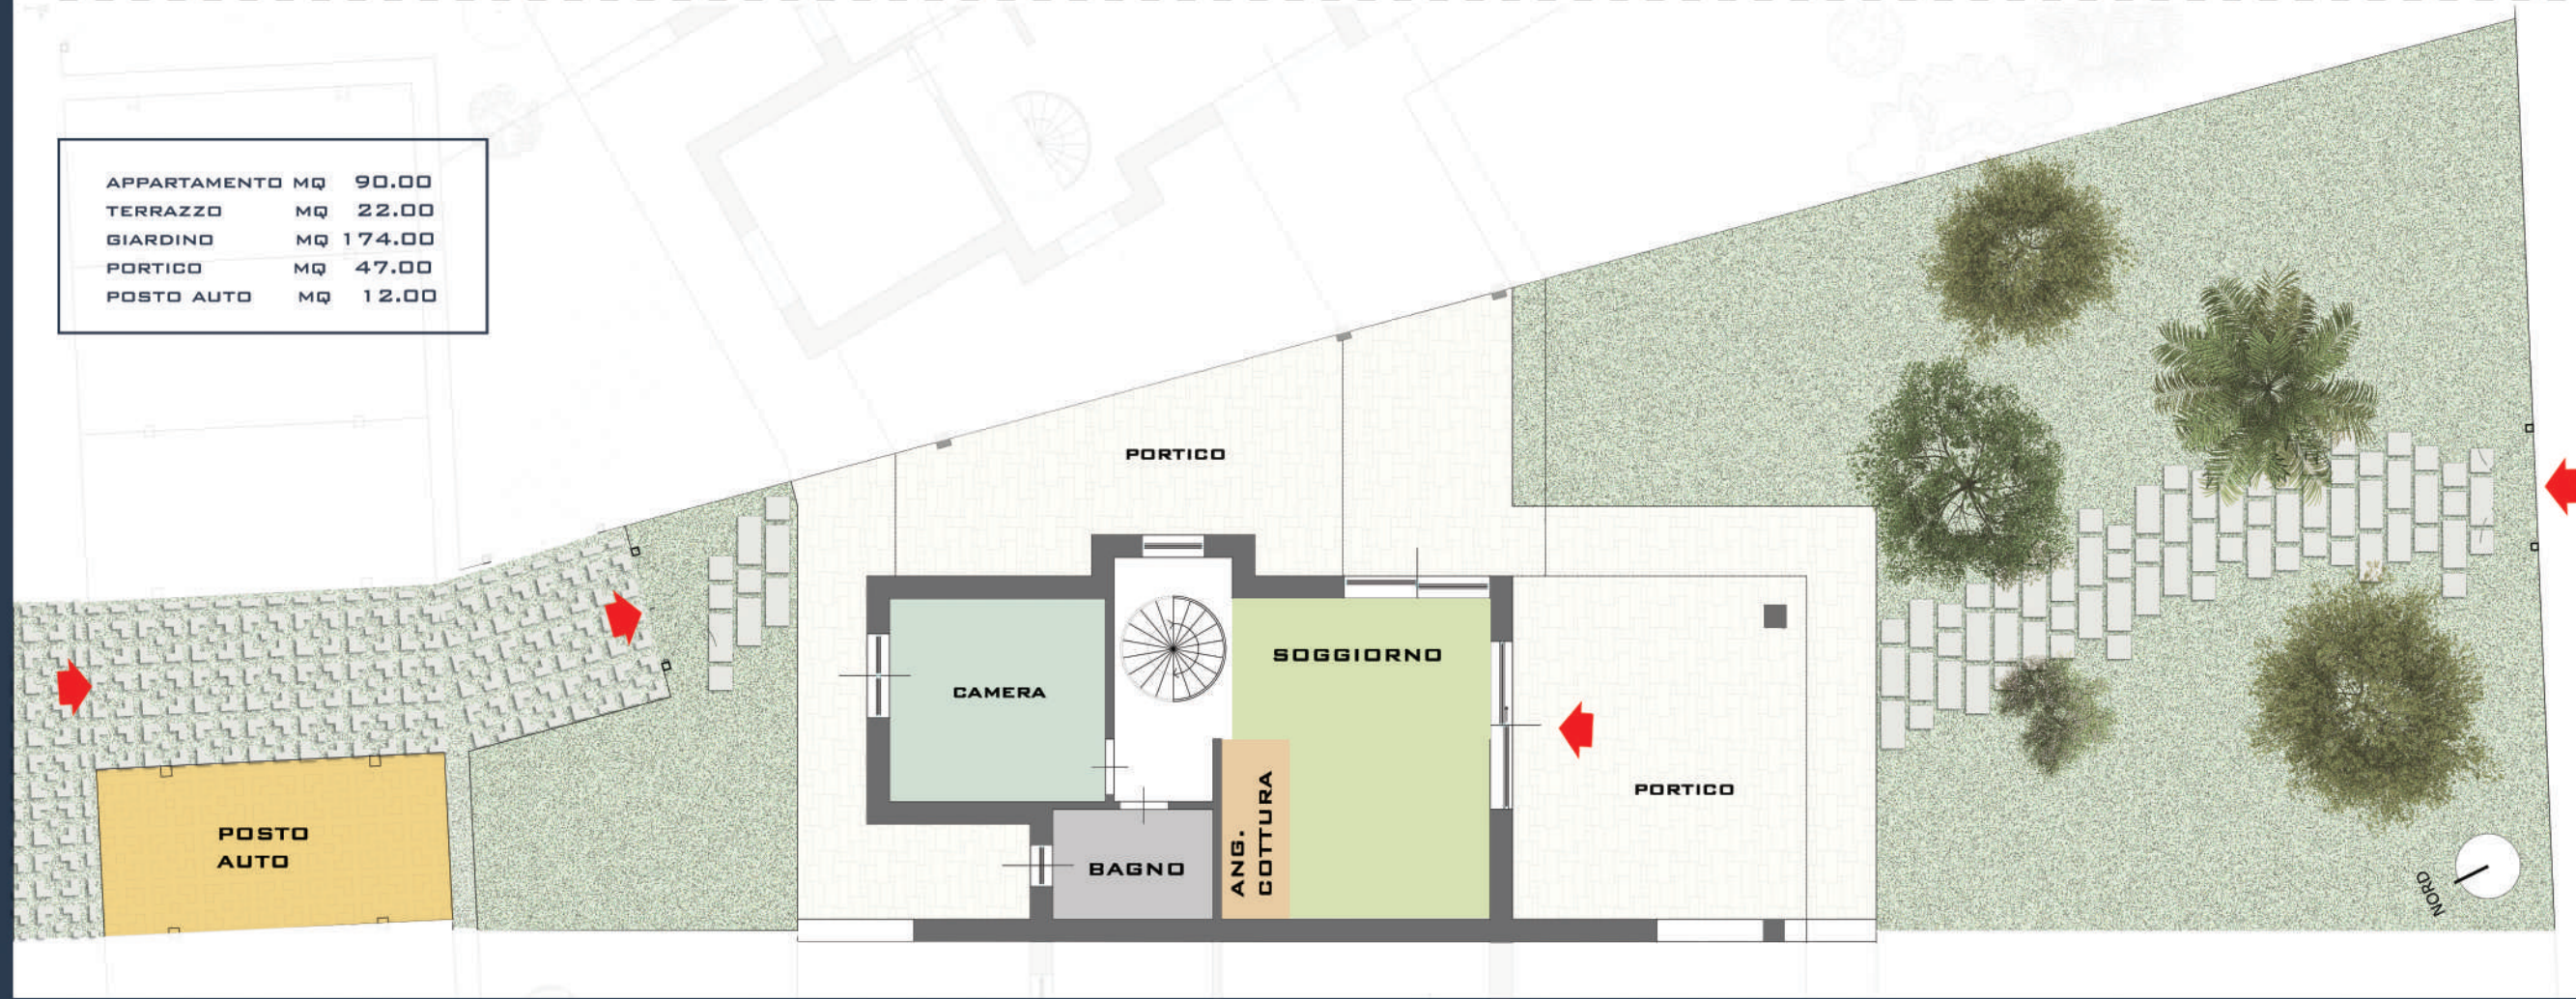 APPARTAMENTO MQ 90.00
TERRAZZO MQ 22.00
GIARDINO MQ 174.00
PORTICO MQ 47.00
POSTO AUTO MQ 12.00
PORTICO
SOGGIORNO
CAMERA
PORTICO
POSTO
AUTO
BAGNO
ANG.
COTTURA
NORD